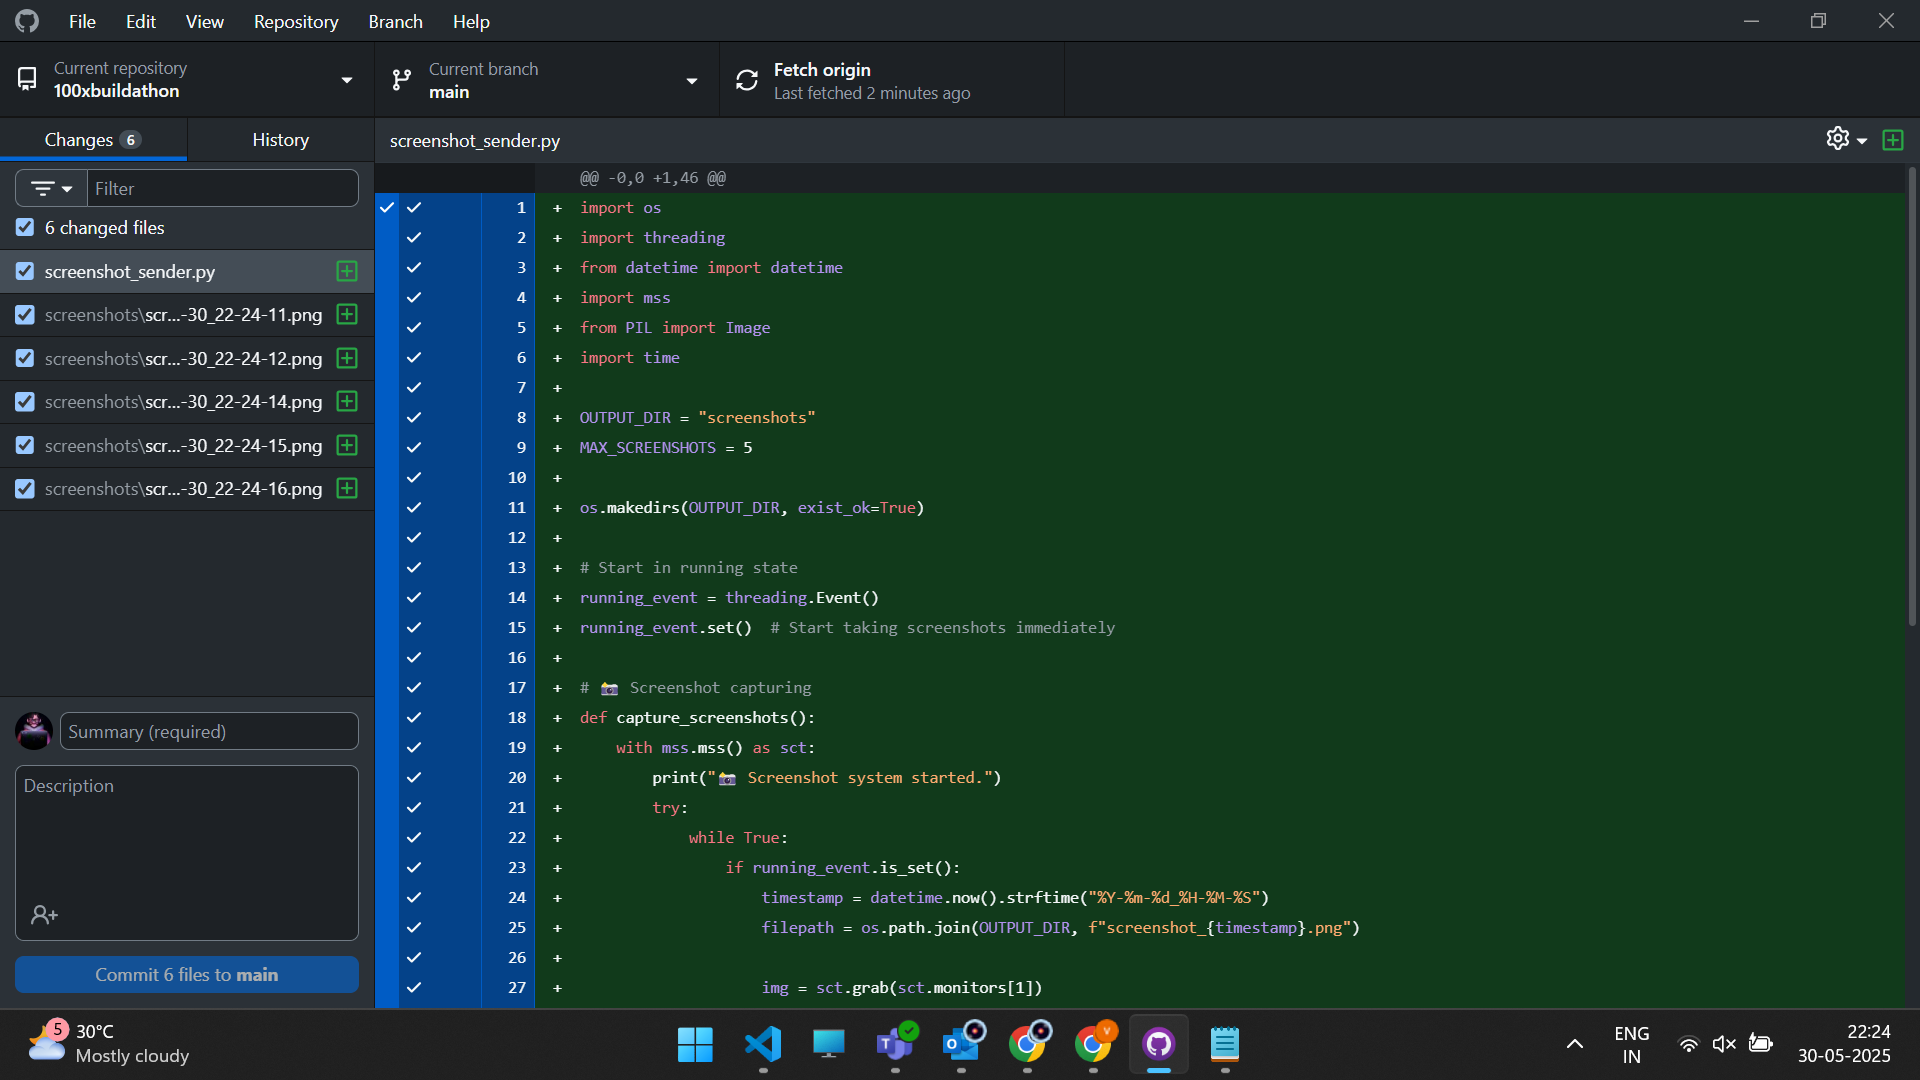 File Edit View Repository Branch Help
Current repository
100xbuildathon
Current branch
main
Fetch origin
Last fetched 2 minutes ago
Changes 6
History
Filter
6 changed files
screenshot_sender.py
screenshots\scr...-30_22-24-11.png
screenshots\scr...-30_22-24-12.png
screenshots\scr...-30_22-24-14.png
screenshots\scr...-30_22-24-15.png
screenshots\scr...-30_22-24-16.png
Summary (required)
Description
Commit 6 files to main
screenshot_sender.py
@@ -0,0 +1,46 @@
1 + import os
2 + import threading
3 + from datetime import datetime
4 + import mss
5 + from PIL import Image
6 + import time
7 +
8 + OUTPUT_DIR = "screenshots"
9 + MAX_SCREENSHOTS = 5
10 +
11 + os.makedirs(OUTPUT_DIR, exist_ok=True)
12 +
13 + # Start in running state
14 + running_event = threading.Event()
15 + running_event.set()  # Start taking screenshots immediately
16 +
17 + # 📸 Screenshot capturing
18 + def capture_screenshots():
19 +     with mss.mss() as sct:
20 +         print("📸 Screenshot system started.")
21 +         try:
22 +             while True:
23 +                 if running_event.is_set():
24 +                     timestamp = datetime.now().strftime("%Y-%m-%d_%H-%M-%S")
25 +                     filepath = os.path.join(OUTPUT_DIR, f"screenshot_{timestamp}.png")
26 +
27 +                     img = sct.grab(sct.monitors[1])
5
30°C
Mostly cloudy
T
O
V
ENG
IN
22:24
30-05-2025